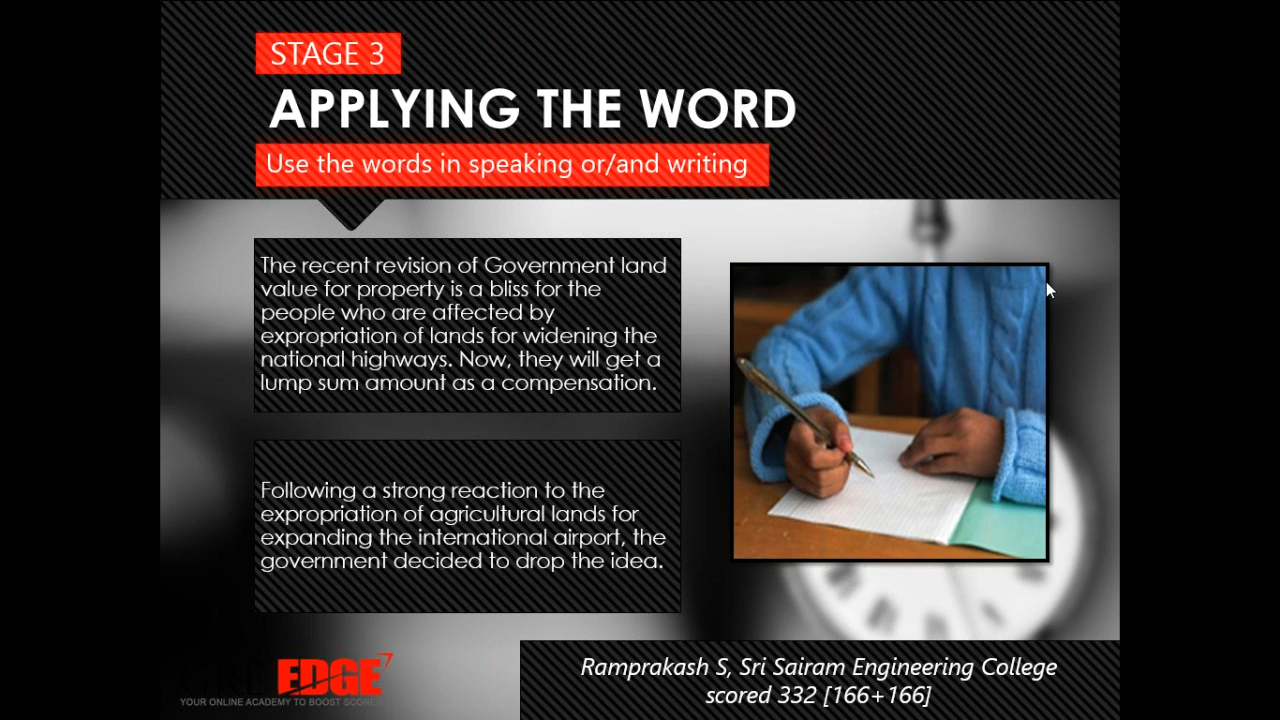 STAGE 3
APPLYING THE WORD
Use the words in speaking or/and writing
The recent revision of Government land
value for property is a bliss for the
people who are affected by
expropriation of lands for widening the
national highways. Now, they will get a
lump sum amount as a compensation.
Following a strong reaction to the
expropriation of agricultural lands for
expanding the international airport, the
government decided to drop the idea.
GREEDGE
YOUR ONLINE ACADEMY TO BOOST SCORES
Ramprakash S, Sri Sairam Engineering College
scored 332 [166+166]